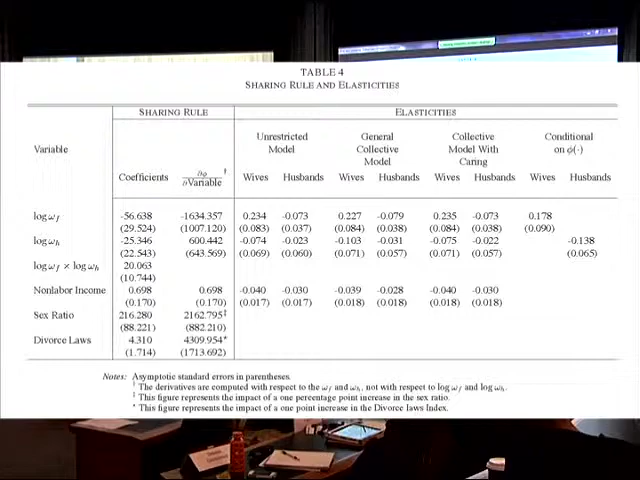 TABLE 4
SHARING RULE AND ELASTICITIES
SHARING RULE ELASTICITIES
Variable Coefficients ∂φ/∂Variable† Unrestricted Model General Collective Model Collective Model With Caring Conditional on φ(·)
Wives Husbands Wives Husbands Wives Husbands Wives Husbands
log ω_f -56.638 -1634.357 0.234 -0.073 0.227 -0.079 0.235 -0.073 0.178
(29.524) (1007.120) (0.083) (0.037) (0.084) (0.038) (0.084) (0.038) (0.090)
log ω_h -25.346 600.442 -0.074 -0.023 -0.103 -0.031 -0.075 -0.022 -0.138
(22.543) (643.569) (0.069) (0.060) (0.071) (0.057) (0.071) (0.057) (0.065)
log ω_f × log ω_h 20.063
(10.744)
Nonlabor Income 0.698 0.698 -0.040 -0.030 -0.039 -0.028 -0.040 -0.030
(0.170) (0.170) (0.017) (0.017) (0.018) (0.018) (0.018) (0.018)
Sex Ratio 216.280 2162.795‡
(88.221) (882.210)
Divorce Laws 4.310 4309.954*
(1.714) (1713.692)
Notes: Asymptotic standard errors in parentheses.
† The derivatives are computed with respect to the ω_f and ω_h, not with respect to log ω_f and log ω_h.
‡ This figure represents the impact of a one percentage point increase in the sex ratio.
* This figure represents the impact of a one point increase in the Divorce laws Index.